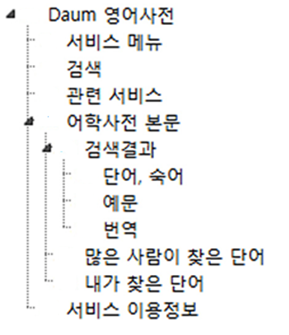 Daum 영어사전
서비스 메뉴
검색
관련 서비스
어학사전 본문
검색결과
단어, 숙어
예문
번역
많은 사람이 찾은 단어
내가 찾은 단어
서비스 이용정보